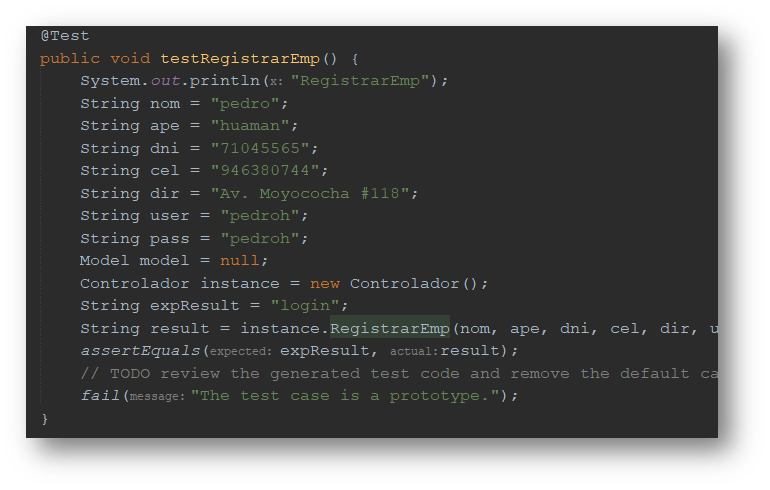 @Test
public void testRegistrarEmp() {
System.out.println(x: "RegistrarEmp");
String nom = "pedro";
String ape = "huaman";
String dni = "71045565";
String cel = "946380744";
String dir = "Av. Moyococha #118";
String user = "pedroh";
String pass = "pedroh";
Model model = null;
Controlador instance = new Controlador();
String expResult = "login";
String result = instance.RegistrarEmp(nom, ape, dni, cel, dir, u
assertEquals(expected: expResult, actual: result);
// TODO review the generated test code and remove the default ca
fail(message: "The test case is a prototype.");
}